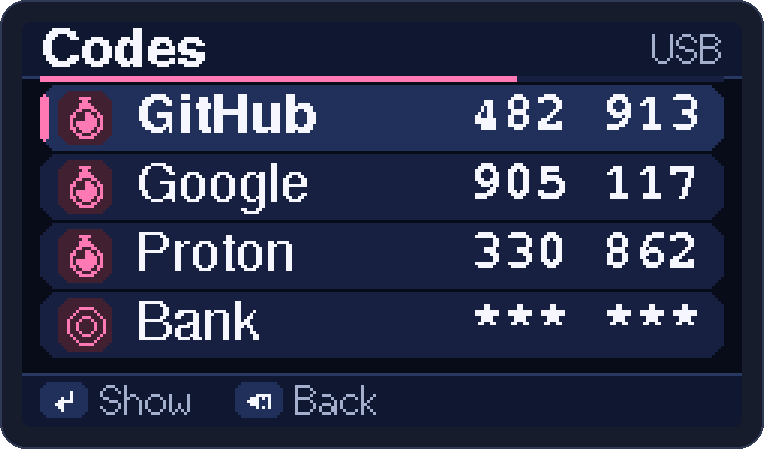 Codes USB
GitHub 482 913
Google 905 117
Proton 330 862
Bank *** ***
Show Back